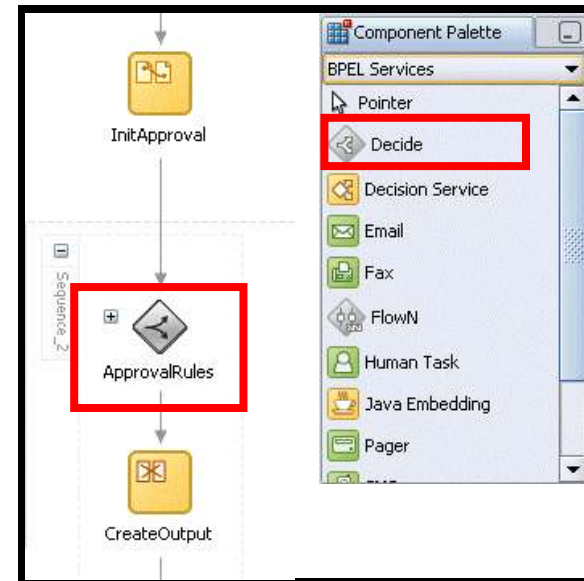 InitApproval
Sequence_2
ApprovalRules
CreateOutput
Component Palette
BPEL Services
Pointer
Decide
Decision Service
Email
Fax
FlowN
Human Task
Java Embedding
Pager